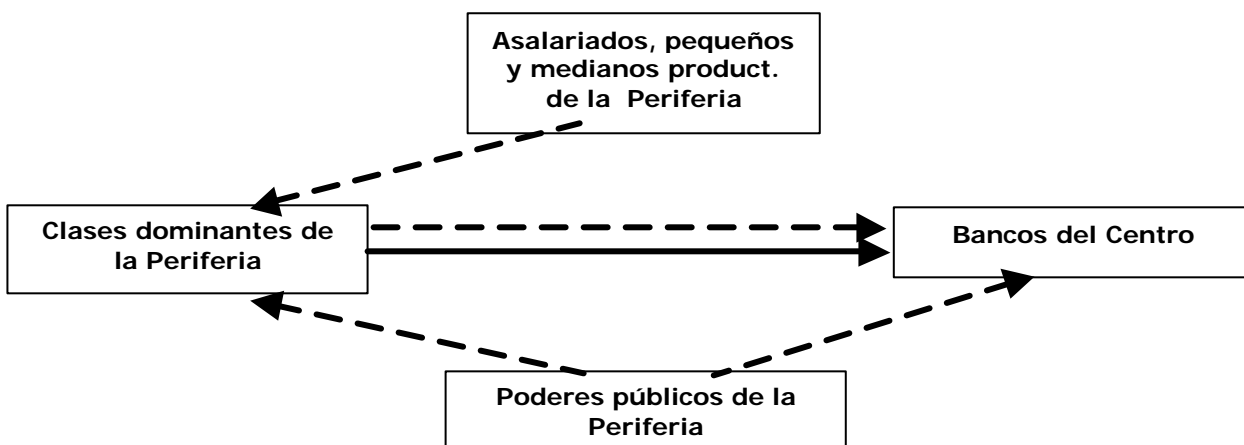 Asalariados, pequeños
y medianos product.
de la Periferia
Clases dominantes de
la Periferia
Bancos del Centro
Poderes públicos de la
Periferia